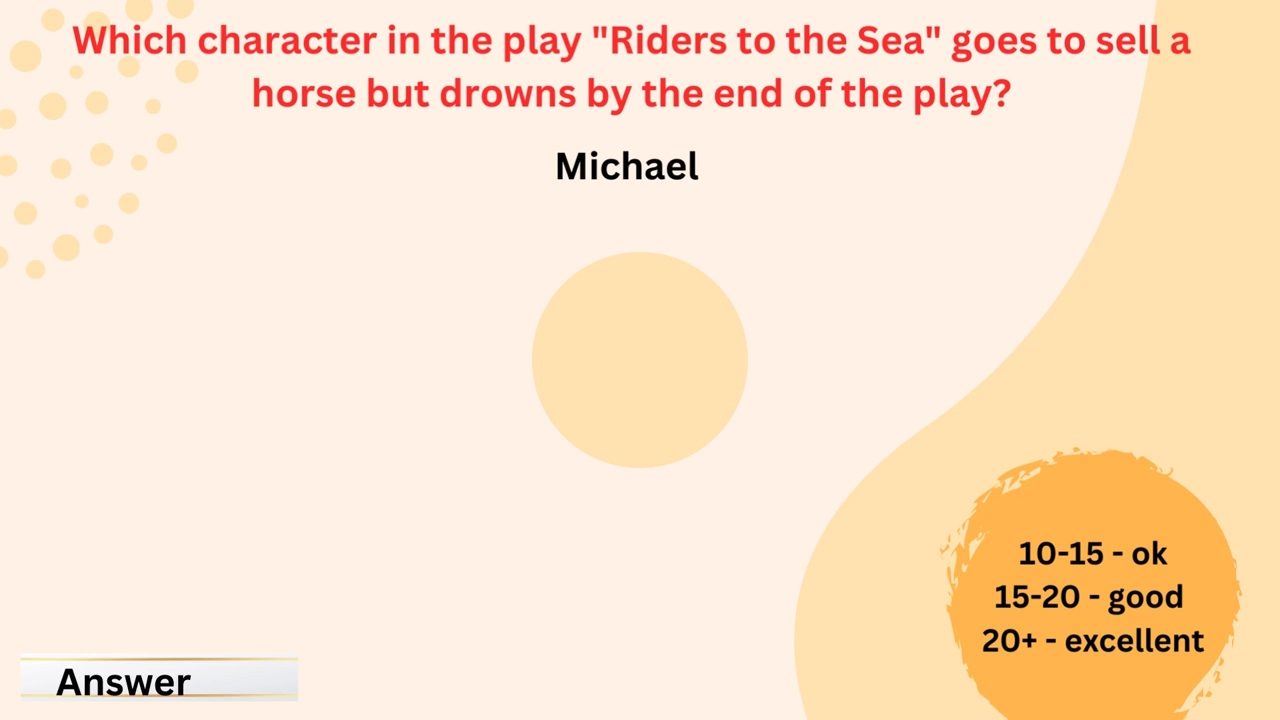 Which character in the play "Riders to the Sea" goes to sell a
horse but drowns by the end of the play?
Michael
10-15 - ok
15-20 - good
20+ - excellent
Answer